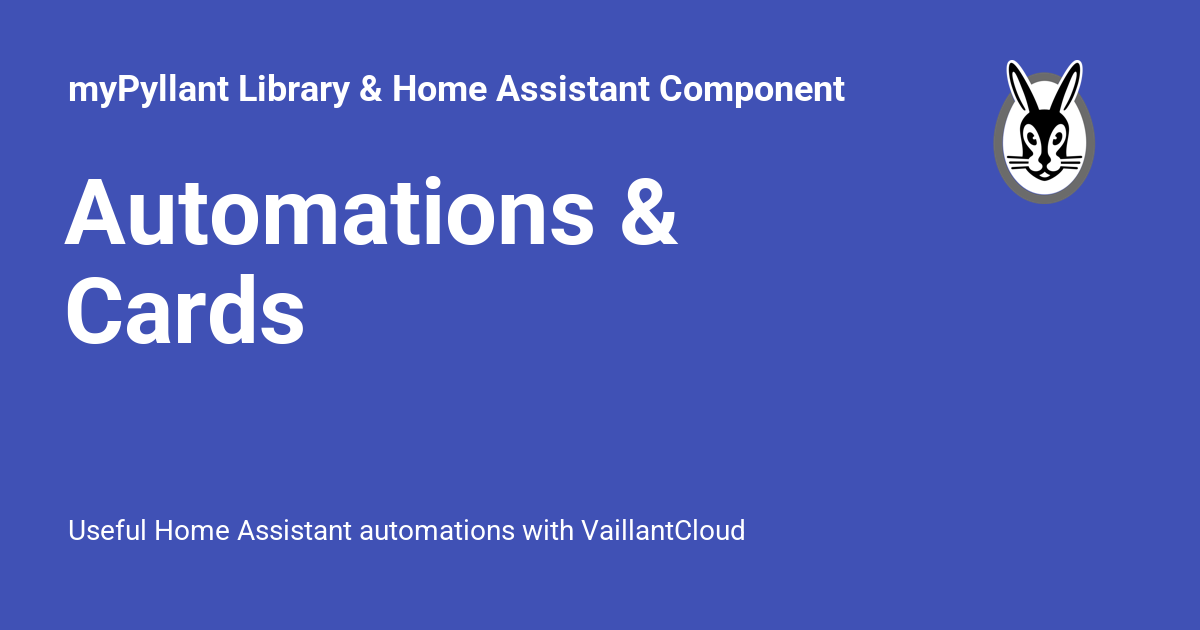 myPyllant Library & Home Assistant Component
Automations &
Cards
Useful Home Assistant automations with VaillantCloud